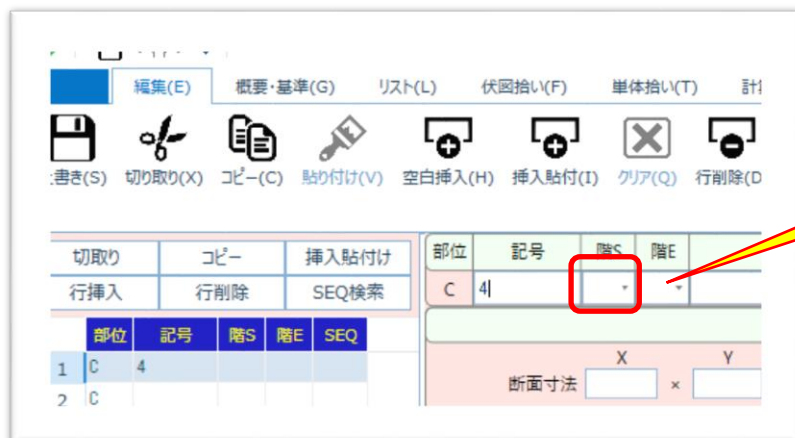 編集(E) 概要・基準(G) リスト(L) 伏図拾い(F) 単体拾い(T)
書き(S) 切り取り(X) コピー(C) 貼り付け(V) 空白挿入(H) 挿入貼付(I) クリア(Q) 行削除(D
切取り コピー 挿入貼付け
行挿入 行削除 SEQ検索
部位 記号 階S 階E
C 4
部位 記号 階S 階E SEQ
1 C 4
2 C
X Y
断面寸法 ×